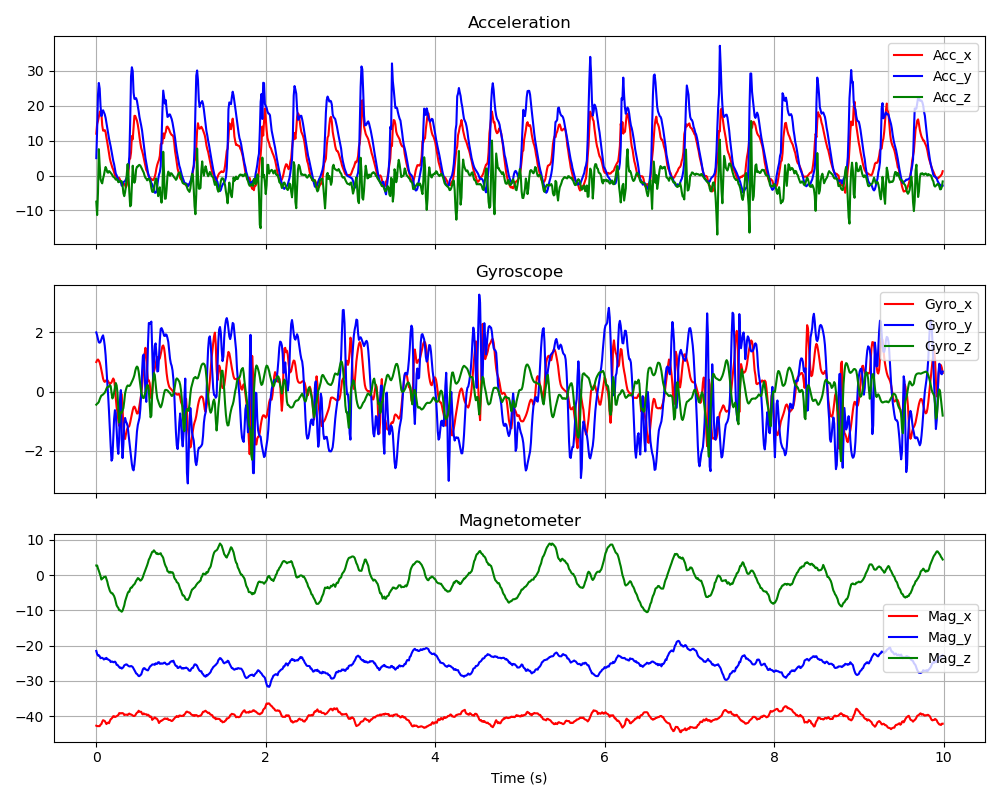 Acceleration
30
20
10
0
−10
Acc_x
Acc_y
Acc_z
Gyroscope
2
0
−2
Gyro_x
Gyro_y
Gyro_z
Magnetometer
10
0
−10
−20
−30
−40
Mag_x
Mag_y
Mag_z
0 2 4 6 8 10
Time (s)